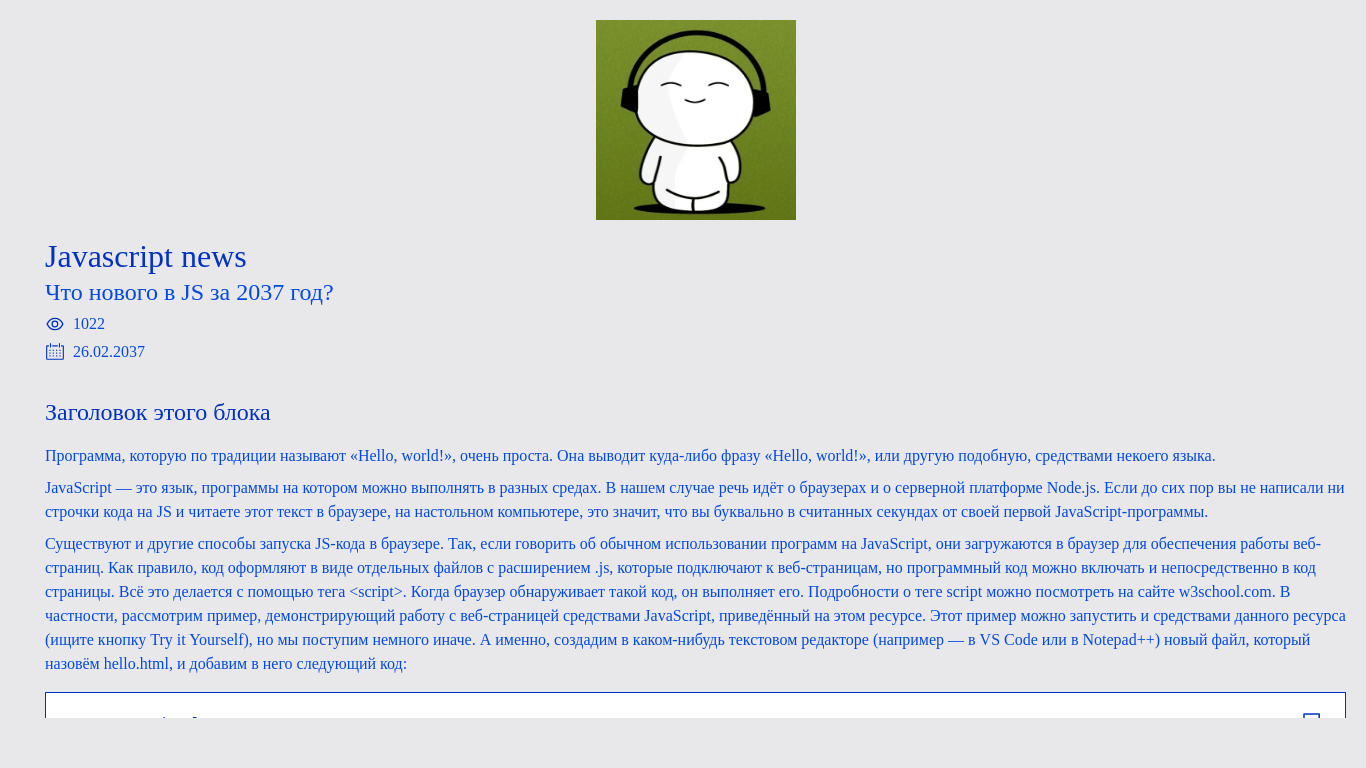 Javascript news
Что нового в JS за 2037 год?
1022
26.02.2037
Заголовок этого блока
Программа, которую по традиции называют «Hello, world!», очень проста. Она выводит куда-либо фразу «Hello, world!», или другую подобную, средствами некоего языка.
JavaScript — это язык, программы на котором можно выполнять в разных средах. В нашем случае речь идёт о браузерах и о серверной платформе Node.js. Если до сих пор вы не написали ни
строчки кода на JS и читаете этот текст в браузере, на настольном компьютере, это значит, что вы буквально в считанных секундах от своей первой JavaScript-программы.
Существуют и другие способы запуска JS-кода в браузере. Так, если говорить об обычном использовании программ на JavaScript, они загружаются в браузер для обеспечения работы веб-
страниц. Как правило, код оформляют в виде отдельных файлов с расширением .js, которые подключают к веб-страницам, но программный код можно включать и непосредственно в код
страницы. Всё это делается с помощью тега <script>. Когда браузер обнаруживает такой код, он выполняет его. Подробности о теге script можно посмотреть на сайте w3school.com. В
частности, рассмотрим пример, демонстрирующий работу с веб-страницей средствами JavaScript, приведённый на этом ресурсе. Этот пример можно запустить и средствами данного ресурса
(ищите кнопку Try it Yourself), но мы поступим немного иначе. А именно, создадим в каком-нибудь текстовом редакторе (например — в VS Code или в Notepad++) новый файл, который
назовём hello.html, и добавим в него следующий код: